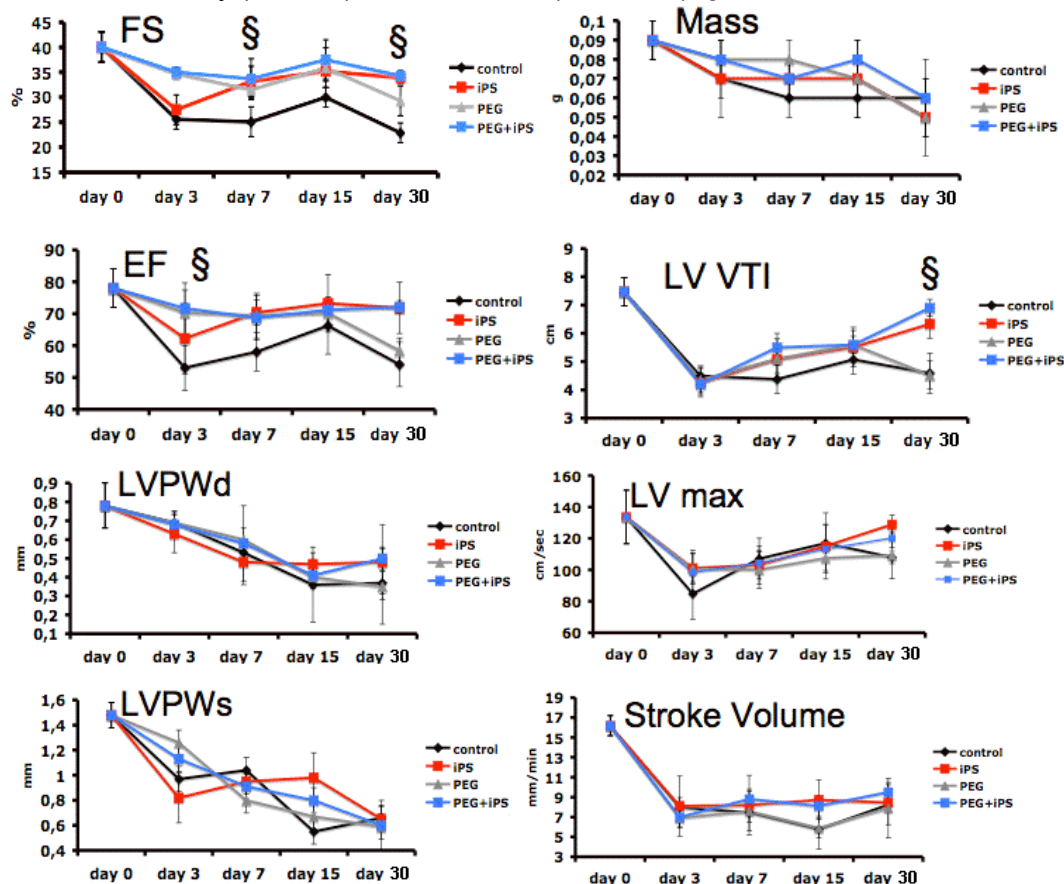 FS § §
45
40
35
30
25
20
15
%
day 0 day 3 day 7 day 15 day 30
control
iPS
PEG
PEG+iPS
Mass
0,1
0,09
0,08
0,07
0,06
0,05
0,04
0,03
0,02
g
day 0 day 3 day 7 day 15 day 30
control
iPS
PEG
PEG+iPS
EF §
90
80
70
60
50
40
%
day 0 day 3 day 7 day 15 day 30
control
iPS
PEG
PEG+iPS
LV VTI §
9
8
7
6
5
4
3
cm
day 0 day 3 day 7 day 15 day 30
control
iPS
PEG
PEG+iPS
LVPWd
0,9
0,8
0,7
0,6
0,5
0,4
0,3
0,2
0,1
mm
day 0 day 3 day 7 day 15 day 30
control
iPS
PEG
PEG+iPS
LV max
160
140
120
100
80
60
cm/sec
day 0 day 3 day 7 day 15 day 30
control
iPS
PEG
PEG+iPS
LVPWs
1,6
1,4
1,2
1
0,8
0,6
0,4
mm
day 0 day 3 day 7 day 15 day 30
control
iPS
PEG
PEG+iPS
Stroke Volume
19
17
15
13
11
9
7
5
3
mm/min
day 0 day 3 day 7 day 15 day 30
control
iPS
PEG
PEG+iPS